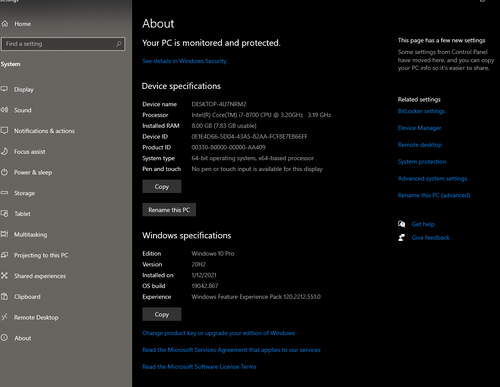 Settings
Home
Find a setting
System
Display
Sound
Notifications & actions
Focus assist
Power & sleep
Storage
Tablet
Multitasking
Projecting to this PC
Shared experiences
Clipboard
Remote Desktop
About
About
Your PC is monitored and protected.
See details in Windows Security
Device specifications
Device name DESKTOP-4U7NRM2
Processor Intel(R) Core(TM) i7-8700 CPU @ 3.20GHz 3.19 GHz
Installed RAM 8.00 GB (7.83 GB usable)
Device ID 0E1E4D66-5D04-43A5-82AA-FCF8E7EB66FF
Product ID 00330-80000-00000-AA409
System type 64-bit operating system, x64-based processor
Pen and touch No pen or touch input is available for this display
Copy
Rename this PC
Windows specifications
Edition Windows 10 Pro
Version 20H2
Installed on 1/12/2021
OS build 19042.867
Experience Windows Feature Experience Pack 120.2212.551.0
Copy
Change product key or upgrade your edition of Windows
Read the Microsoft Services Agreement that applies to our services
Read the Microsoft Software License Terms
This page has a few new settings
Some settings from Control Panel
have moved here, and you can copy
your PC info so it's easier to share.
Related settings
BitLocker settings
Device Manager
Remote desktop
System protection
Advanced system settings
Rename this PC (advanced)
Get help
Give feedback